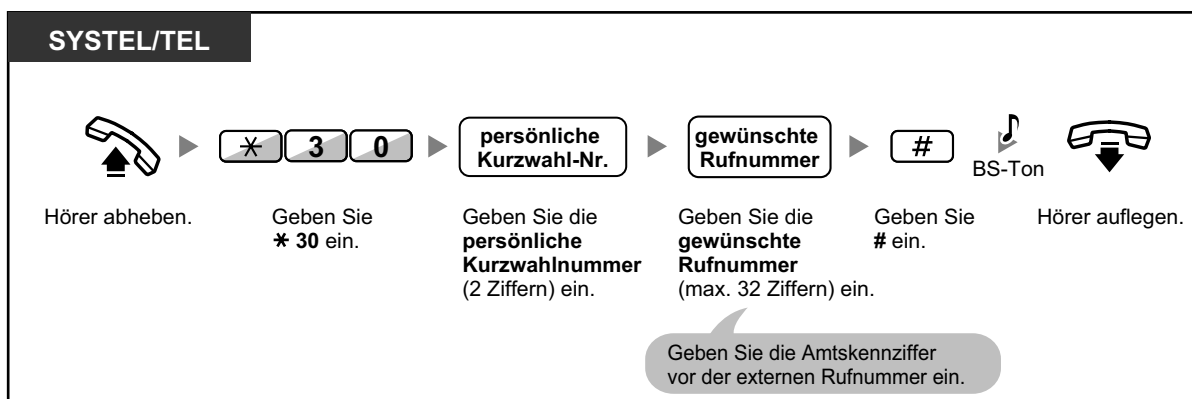 SYSTEL/TEL
✳ 3 0
persönliche
Kurzwahl-Nr.
gewünschte
Rufnummer
#
BS-Ton
Hörer abheben.
Geben Sie
✳ 30 ein.
Geben Sie die
persönliche
Kurzwahlnummer
(2 Ziffern) ein.
Geben Sie die
gewünschte
Rufnummer
(max. 32 Ziffern) ein.
Geben Sie
# ein.
Hörer auflegen.
Geben Sie die Amtskennziffer
vor der externen Rufnummer ein.